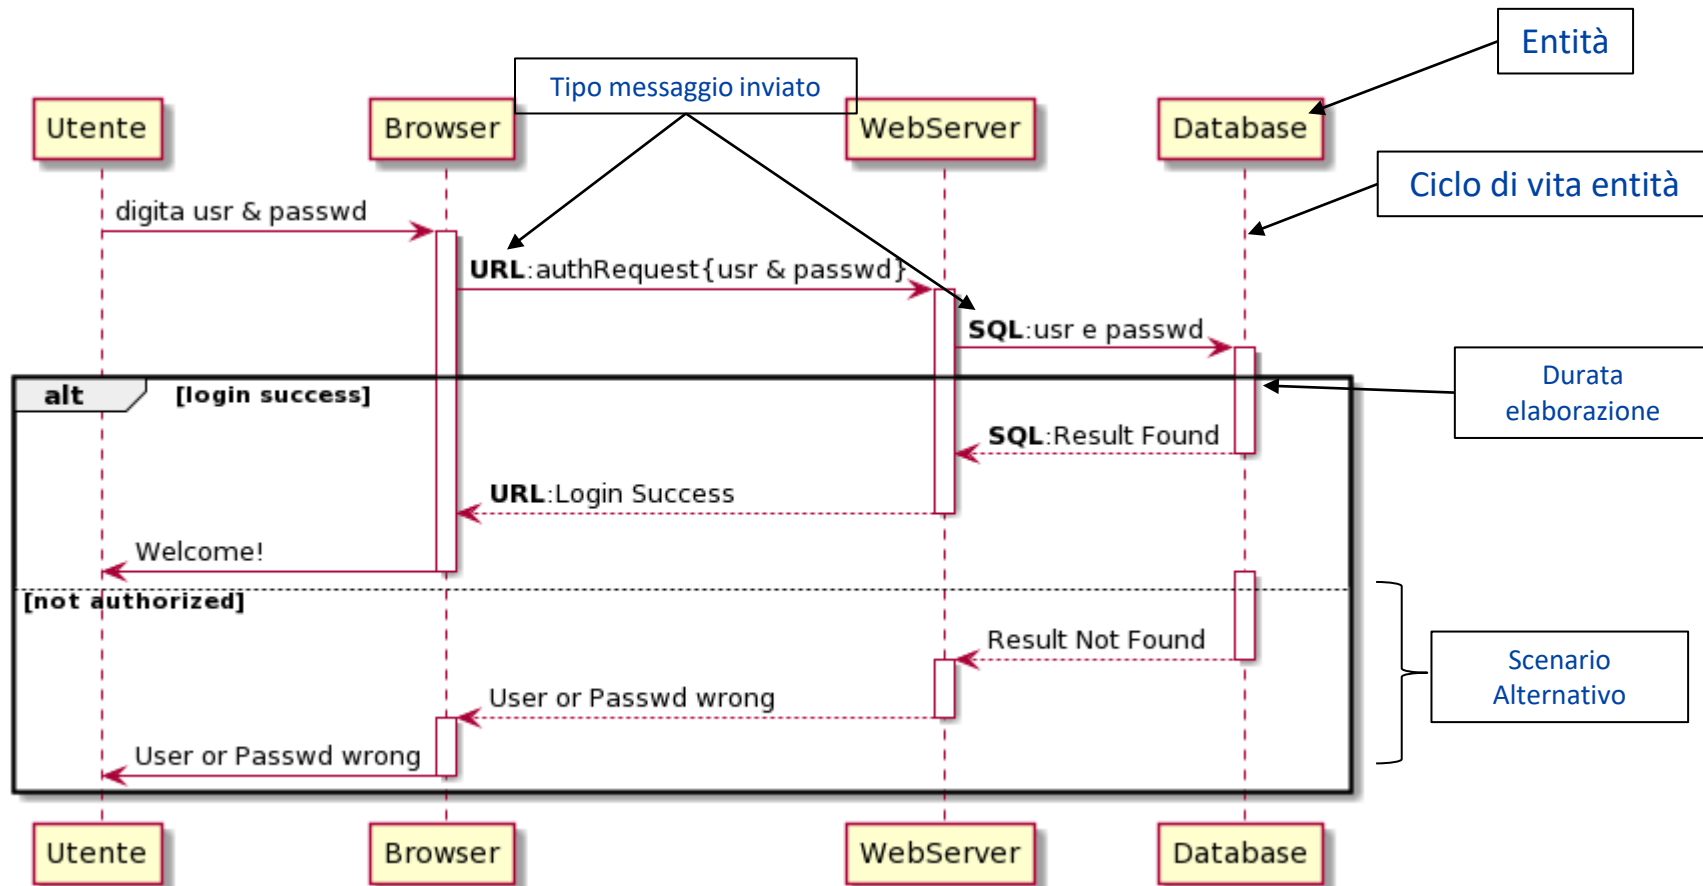 Entità
Tipo messaggio inviato
Utente
Browser
WebServer
Database
Ciclo di vita entità
digita usr & passwd
URL:authRequest{usr & passwd}
SQL:usr e passwd
Durata
elaborazione
alt
[login success]
SQL:Result Found
URL:Login Success
Welcome!
[not authorized]
Result Not Found
Scenario
Alternativo
User or Passwd wrong
User or Passwd wrong
Utente
Browser
WebServer
Database